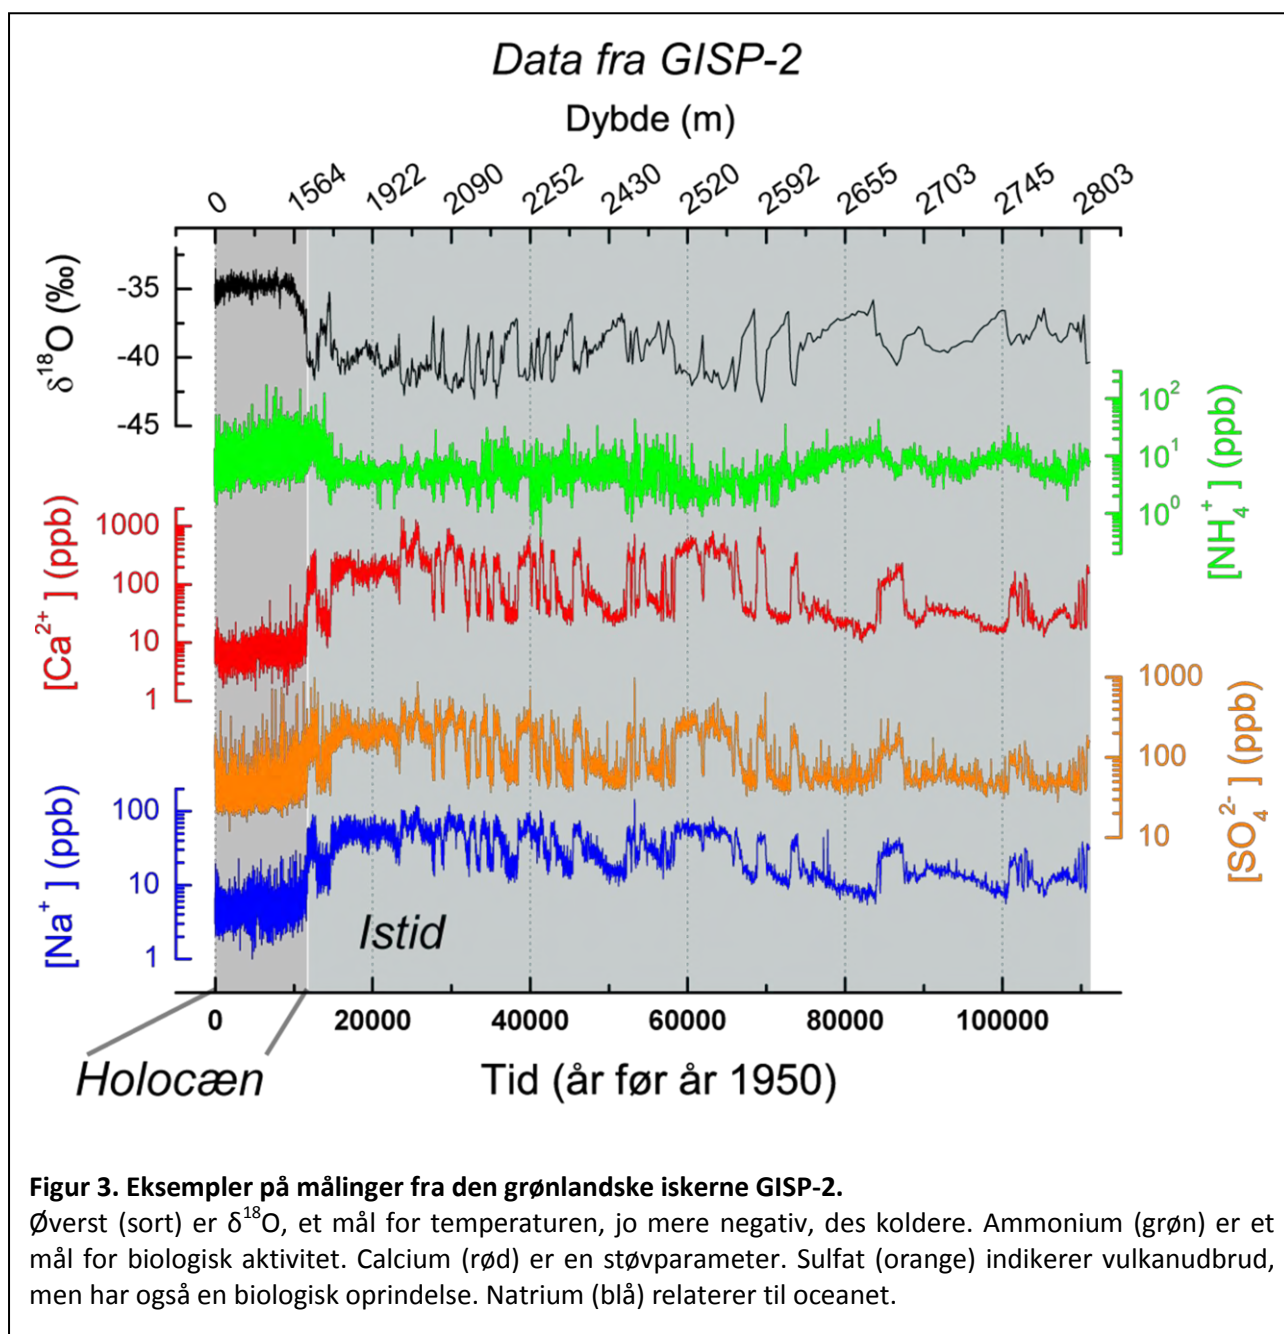 Data fra GISP-2
Dybde (m)
0 1564 1922 2090 2252 2430 2520 2592 2655 2703 2745 2803
δ¹⁸O (‰)
-35
-40
-45
[NH₄⁺] (ppb)
10²
10¹
10⁰
[Ca²⁺] (ppb)
1000
100
10
1
[SO₄²⁻] (ppb)
1000
100
10
[Na⁺] (ppb)
100
10
1
Istid
0 20000 40000 60000 80000 100000
Holocæn
Tid (år før år 1950)
Figur 3. Eksempler på målinger fra den grønlandske iskerne GISP-2.
Øverst (sort) er δ¹⁸O, et mål for temperaturen, jo mere negativ, des koldere. Ammonium (grøn) er et
mål for biologisk aktivitet. Calcium (rød) er en støvparameter. Sulfat (orange) indikerer vulkanudbrud,
men har også en biologisk oprindelse. Natrium (blå) relaterer til oceanet.